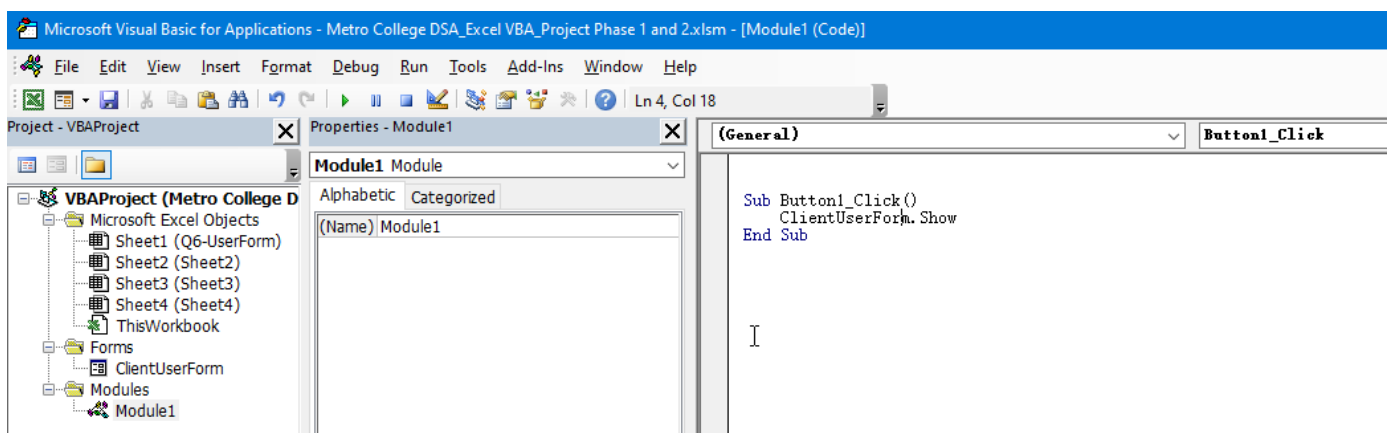 Microsoft Visual Basic for Applications - Metro College DSA_Excel VBA_Project Phase 1 and 2.xlsm - [Module1 (Code)]
File Edit View Insert Format Debug Run Tools Add-Ins Window Help
Ln 4, Col 18
Project - VBAProject
Properties - Module1
(General)
Button1_Click
Module1 Module
Alphabetic Categorized
(Name) Module1
VBAProject (Metro College D
Microsoft Excel Objects
Sheet1 (Q6-UserForm)
Sheet2 (Sheet2)
Sheet3 (Sheet3)
Sheet4 (Sheet4)
ThisWorkbook
Forms
ClientUserForm
Modules
Module1
Sub Button1_Click()
ClientUserForm.Show
End Sub